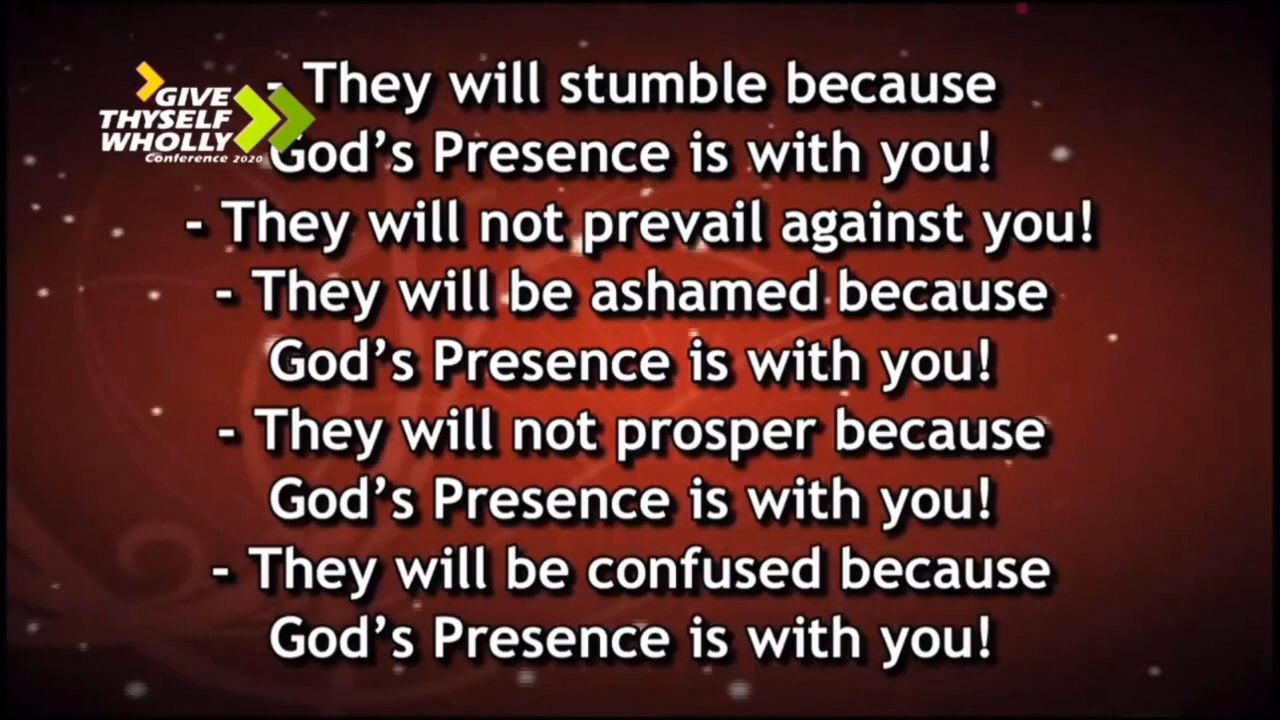 GIVE
THYSELF
WHOLLY
Conference 2020
- They will stumble because
God’s Presence is with you!
- They will not prevail against you!
- They will be ashamed because
God’s Presence is with you!
- They will not prosper because
God’s Presence is with you!
- They will be confused because
God’s Presence is with you!